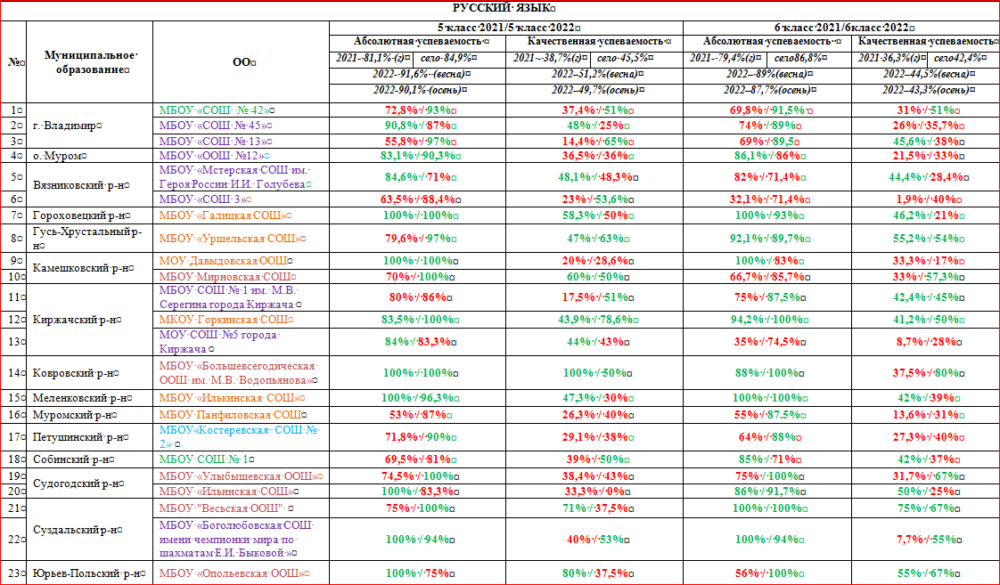 РУССКИЙ ЯЗЫК¤
№¤ Муниципальное образование¤ ОО¤ 5 класс 2021/5 класс 2022¤ 6 класс 2021/6класс 2022¤
Абсолютная успеваемость ¤ Качественная успеваемость¤ Абсолютная успеваемость ¤ Качественная успеваемость¤
2021--81,1%-(г)¤ село-84,9%¤ 2021–-38,7%(г)¤ село-45,5%¤ 2021--79,4%(г)¤ село86,8%¤ 2021-36,3%(г)¤ село42,4%¤
2022--91,6%--(весна)¤ 2022–51,2%(весна)¤ 2022–-89%(весна)¤ 2022–44,5%(весна)¤
2022-90,1%-(осень)¤ 2022–49,7%(осень)¤ 2022–87,7%(осень)¤ 2022–43,3%(осень)¤
1¤ г. Владимир¤ МБОУ «СОШ № 42»¤ 72,8% / 93%¤ 37,4% / 51%¤ 69,8% / 91,5% ¤ 31% / 51%¤
2¤ МБОУ «СОШ № 45»¤ 90,8% / 87%¤ 48% / 25%¤ 74% / 89%¤ 26% / 35,7%¤
3¤ МБОУ «СОШ № 13»¤ 55,8% / 97%¤ 14,4% / 65%¤ 69% / 89,5¤ 45,6% / 38%¤
4¤ о. Муром¤ МБОУ «ООШ №12»¤ 83,1% / 90,3%¤ 36,5% / 36%¤ 86,1% / 86%¤ 21,5% / 33%¤
5¤ Вязниковский р-н¤ МБОУ «Мстерская СОШ им. Героя России И.И. Голубева¤ 84,6% / 71%¤ 48,1% / 48,3%¤ 82% / 71,4%¤ 44,4% / 28,4%¤
6¤ МБОУ «СОШ 3»¤ 63,5% / 88,4%¤ 23% / 53,6%¤ 32,1% / 71,4%¤ 1,9% / 40%¤
7¤ Гороховецкий р-н¤ МБОУ «Галицкая СОШ»¤ 100% / 100%¤ 58,3% / 50%¤ 100% / 93%¤ 46,2% / 21%¤
8¤ Гусь-Хрустальный р-н¤ МБОУ «Уршельская СОШ»¤ 79,6% / 97%¤ 47% / 63%¤ 92,1% / 89,7%¤ 55,2% / 54%¤
9¤ Камешковский р-н¤ МОУ Давыдовская ООШ¤ 100% / 100%¤ 20% / 28,6%¤ 100% / 83%¤ 33,3% / 17%¤
10¤ МБОУ Мирновская СОШ¤ 70% / 100%¤ 60% / 50%¤ 66,7% / 85,7%¤ 33% / 57,3%¤
11¤ Киржачский р-н¤ МБОУ СОШ № 1 им. М.В. Серегина города Киржача ¤ 80% / 86%¤ 17,5% / 51%¤ 75% / 87,5%¤ 42,4% / 45%¤
12¤ МКОУ Горкинская СОШ¤ 83,5% / 100%¤ 43,9% / 78,6%¤ 94,2% / 100%¤ 41,2% / 50%¤
13¤ МОУ СОШ №5 города Киржача ¤ 84% / 83,3%¤ 44% / 43%¤ 35% / 74,5%¤ 8,7% / 28%¤
14¤ Ковровский р-н¤ МБОУ «Большевсегодическая ООШ им. М.В. Водопьянова»¤ 100% / 100%¤ 100% / 50%¤ 88% / 100%¤ 37,5% / 80%¤
15¤ Меленковский р-н¤ МБОУ «Илькинская СОШ»¤ 100% / 96,3%¤ 47,3% / 30%¤ 100% / 100%¤ 42% / 39%¤
16¤ Муромский р-н¤ МБОУ Панфиловская СОШ¤ 53% / 87%¤ 26,3% / 40%¤ 55% / 87.5%¤ 13,6% / 31%¤
17¤ Петушинский р-н¤ МБОУ«Костеревская СОШ № 2» ¤ 71,8% / 90%¤ 29,1% / 38%¤ 64% / 88%¤ 27,3% / 40%¤
18¤ Собинский р-н¤ МБОУ СОШ № 1¤ 69,5% / 81%¤ 39% / 50%¤ 85% / 71%¤ 42% / 37%¤
19¤ Судогодский р-н¤ МБОУ «Улыбышевская ООШ»¤ 74,5% / 100%¤ 38,4% / 43%¤ 75% / 100%¤ 31,7% / 67%¤
20¤ МБОУ «Ильинская СОШ»¤ 100% / 83,3%¤ 33,3% / 0%¤ 86% / 91,7%¤ 50% / 25%¤
21¤ Суздальский р-н¤ МБОУ "Весьская ООШ" ¤ 75% / 100%¤ 71% / 37,5%¤ 100% / 100%¤ 75% / 67%¤
22¤ МБОУ «Боголюбовская СОШ имени чемпионки мира по шахматам Е.И. Быковой »¤ 100% / 94%¤ 40% / 53%¤ 100% / 94%¤ 7,7% / 55%¤
23¤ Юрьев-Польский р-н¤ МБОУ «Опольевская ООШ»¤ 100% / 75%¤ 80% / 37,5%¤ 56% / 100%¤ 55% / 67%¤